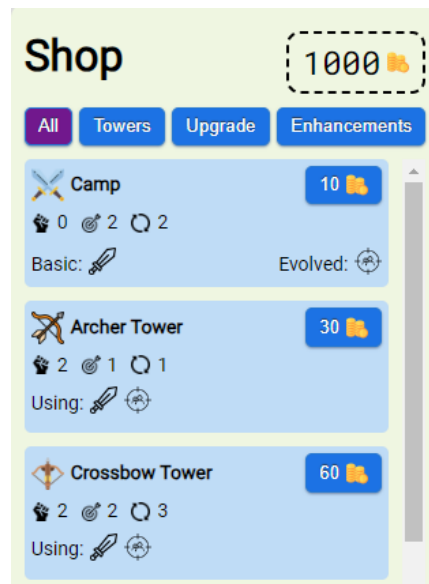 Shop 1000
All Towers Upgrade Enhancements
Camp 10
0 2 2
Basic: Evolved:
Archer Tower 30
2 1 1
Using:
Crossbow Tower 60
2 2 3
Using: